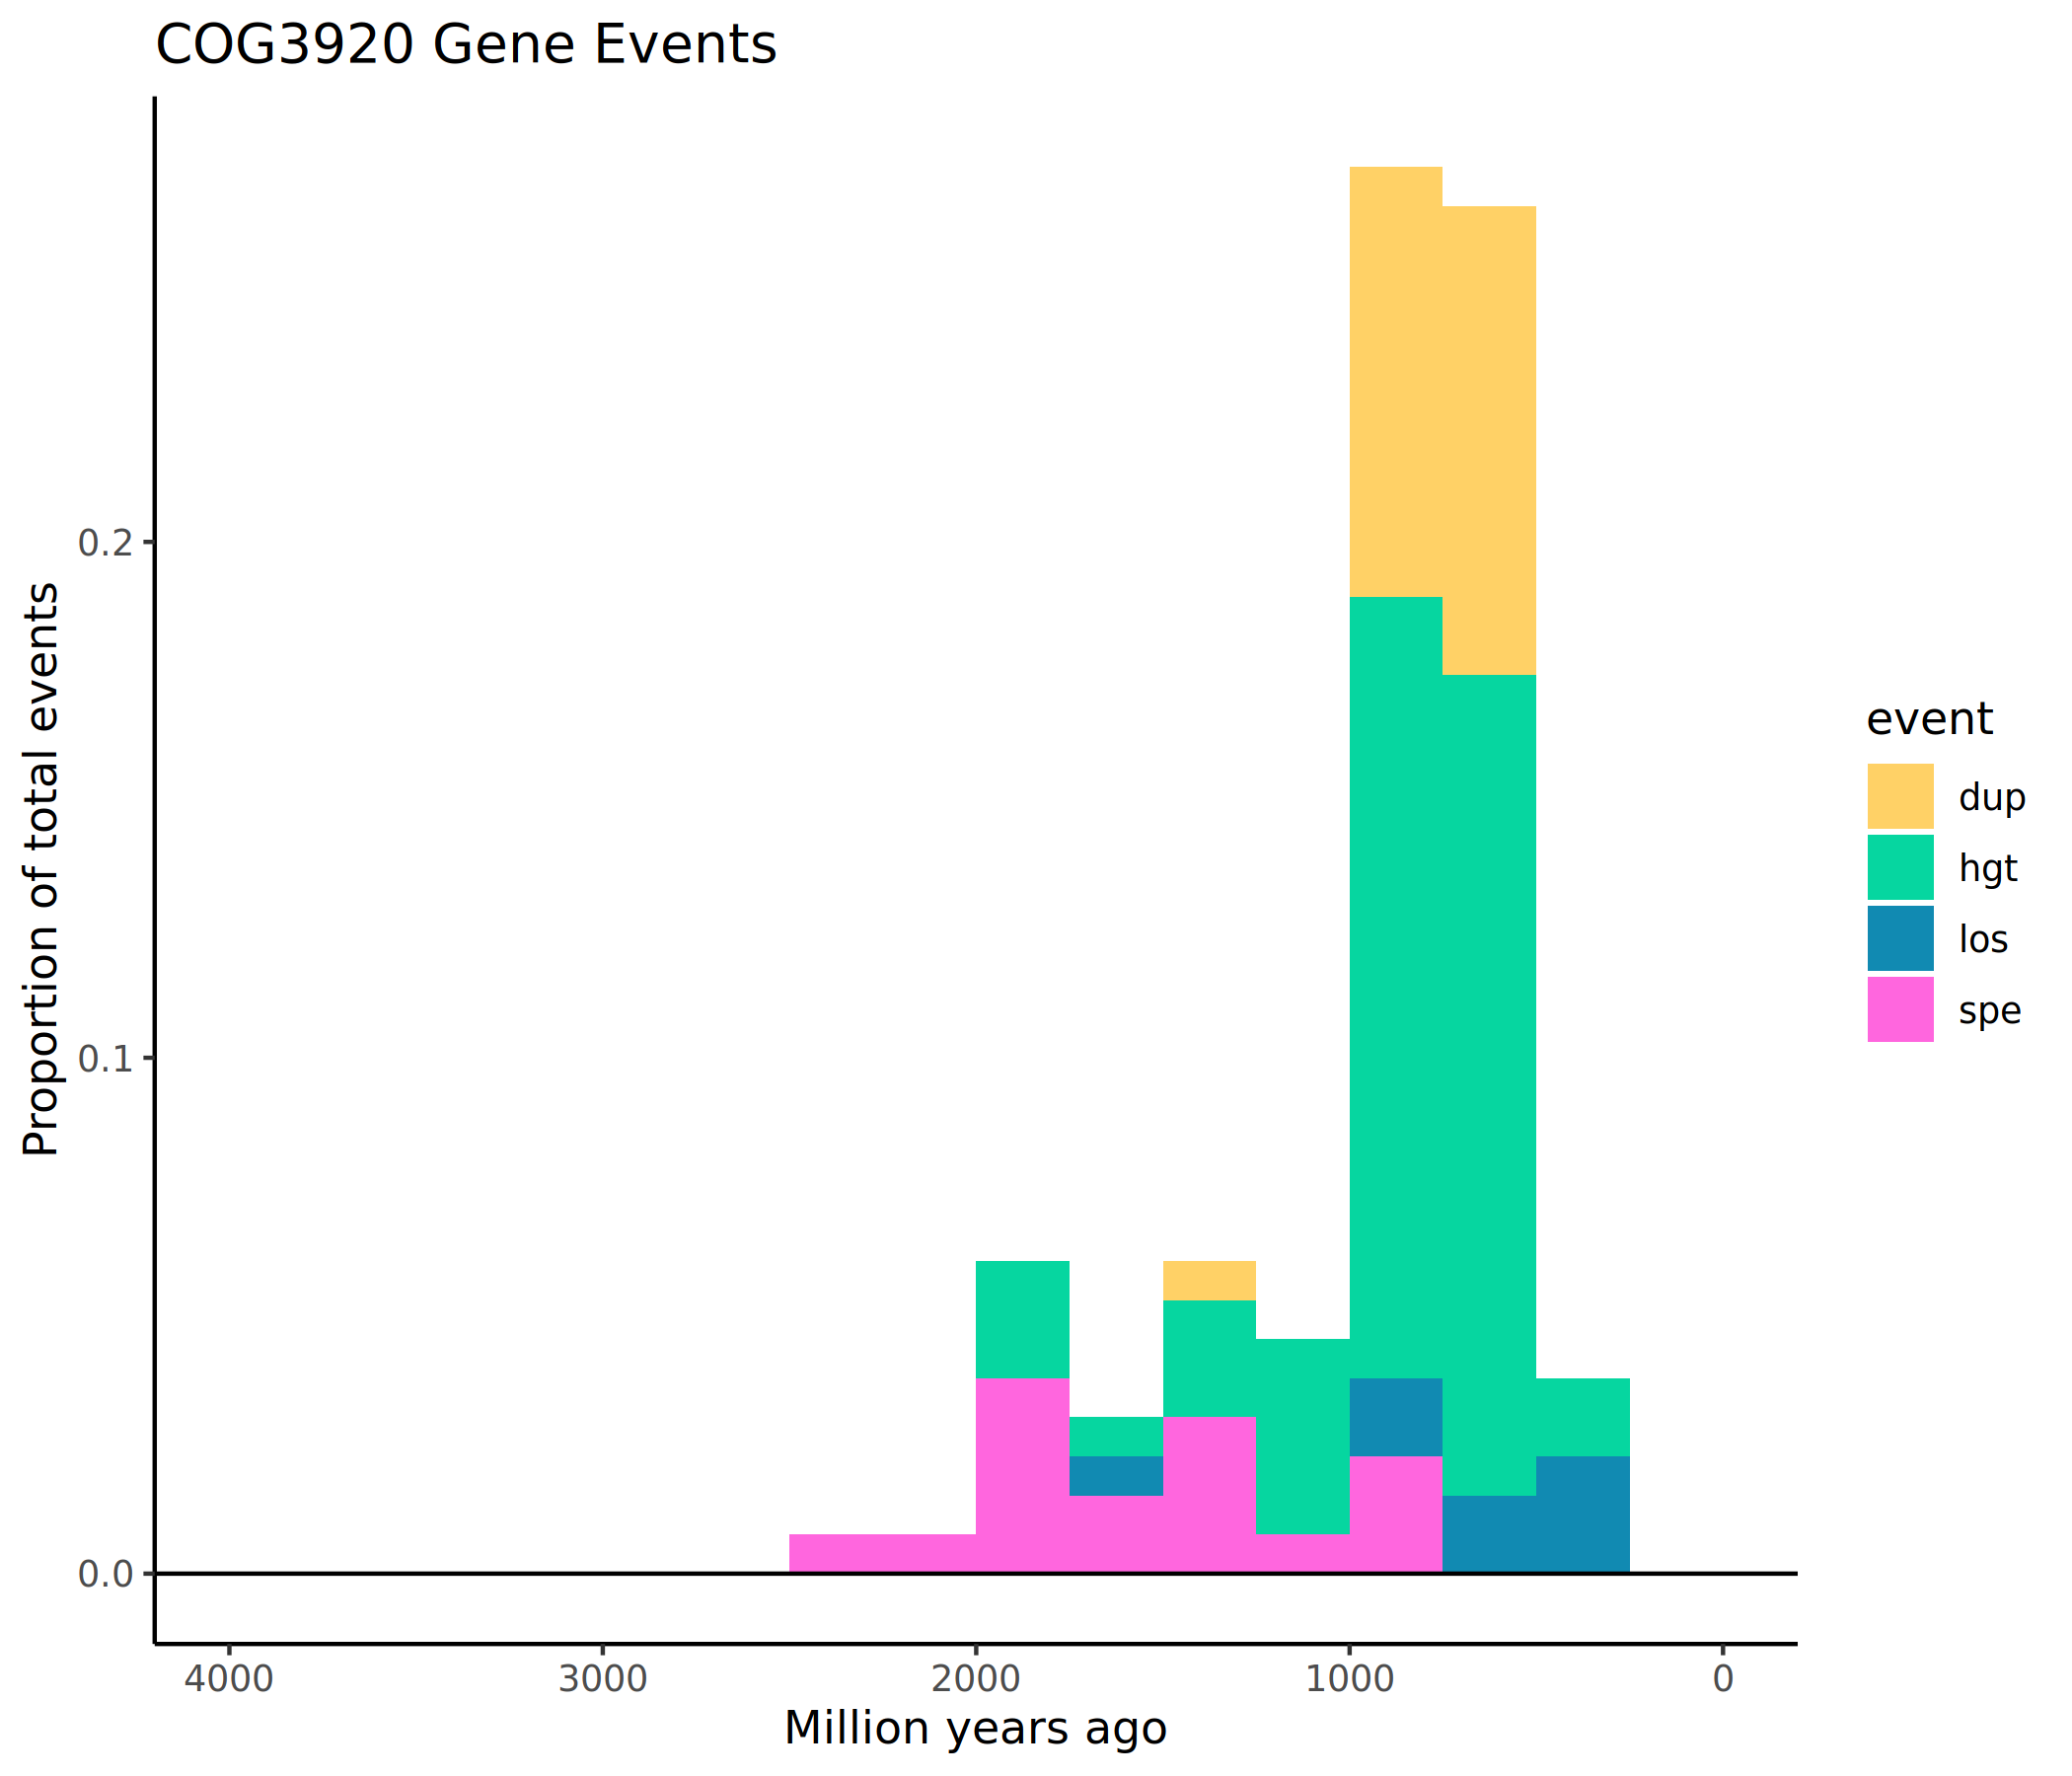 COG3920 Gene Events
Proportion of total events
0.2
0.1
0.0
4000
3000
2000
1000
0
Million years ago
event
dup
hgt
los
spe